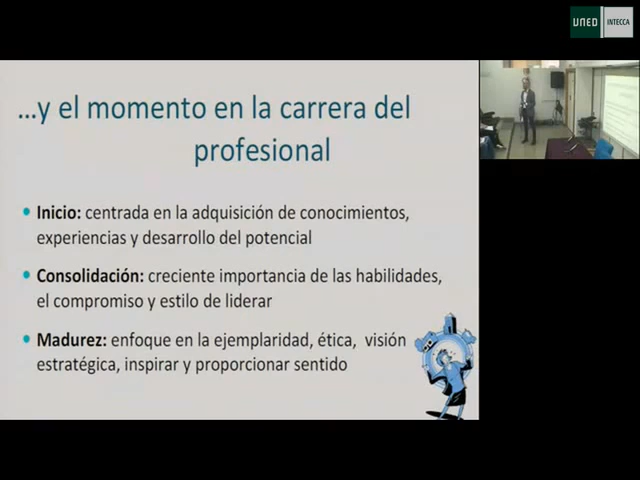 UNED
INTECCA
...y el momento en la carrera del
profesional
• Inicio: centrada en la adquisición de conocimientos,
experiencias y desarrollo del potencial
• Consolidación: creciente importancia de las habilidades,
el compromiso y estilo de liderar
• Madurez: enfoque en la ejemplaridad, ética, visión
estratégica, inspirar y proporcionar sentido